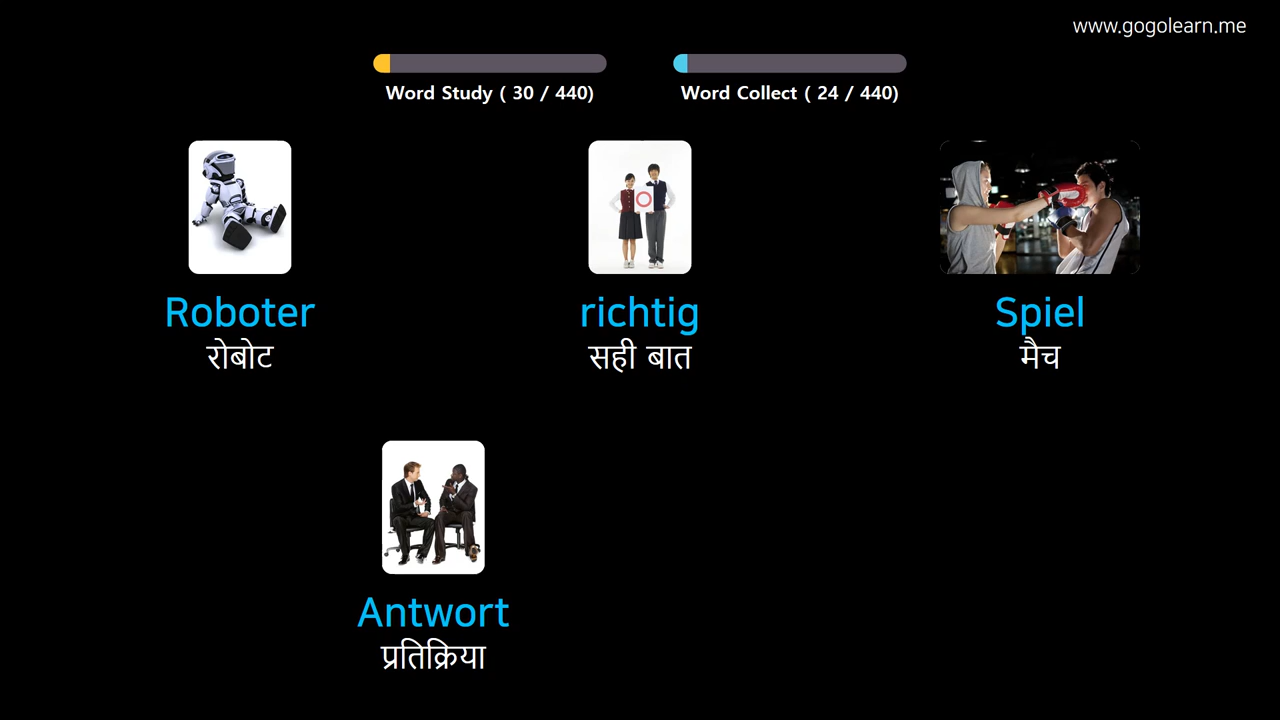 www.gogolearn.me
Word Study ( 30 / 440)
Word Collect ( 24 / 440)
Roboter
रोबोट
richtig
सही बात
Spiel
मैच
Antwort
प्रतिक्रिया